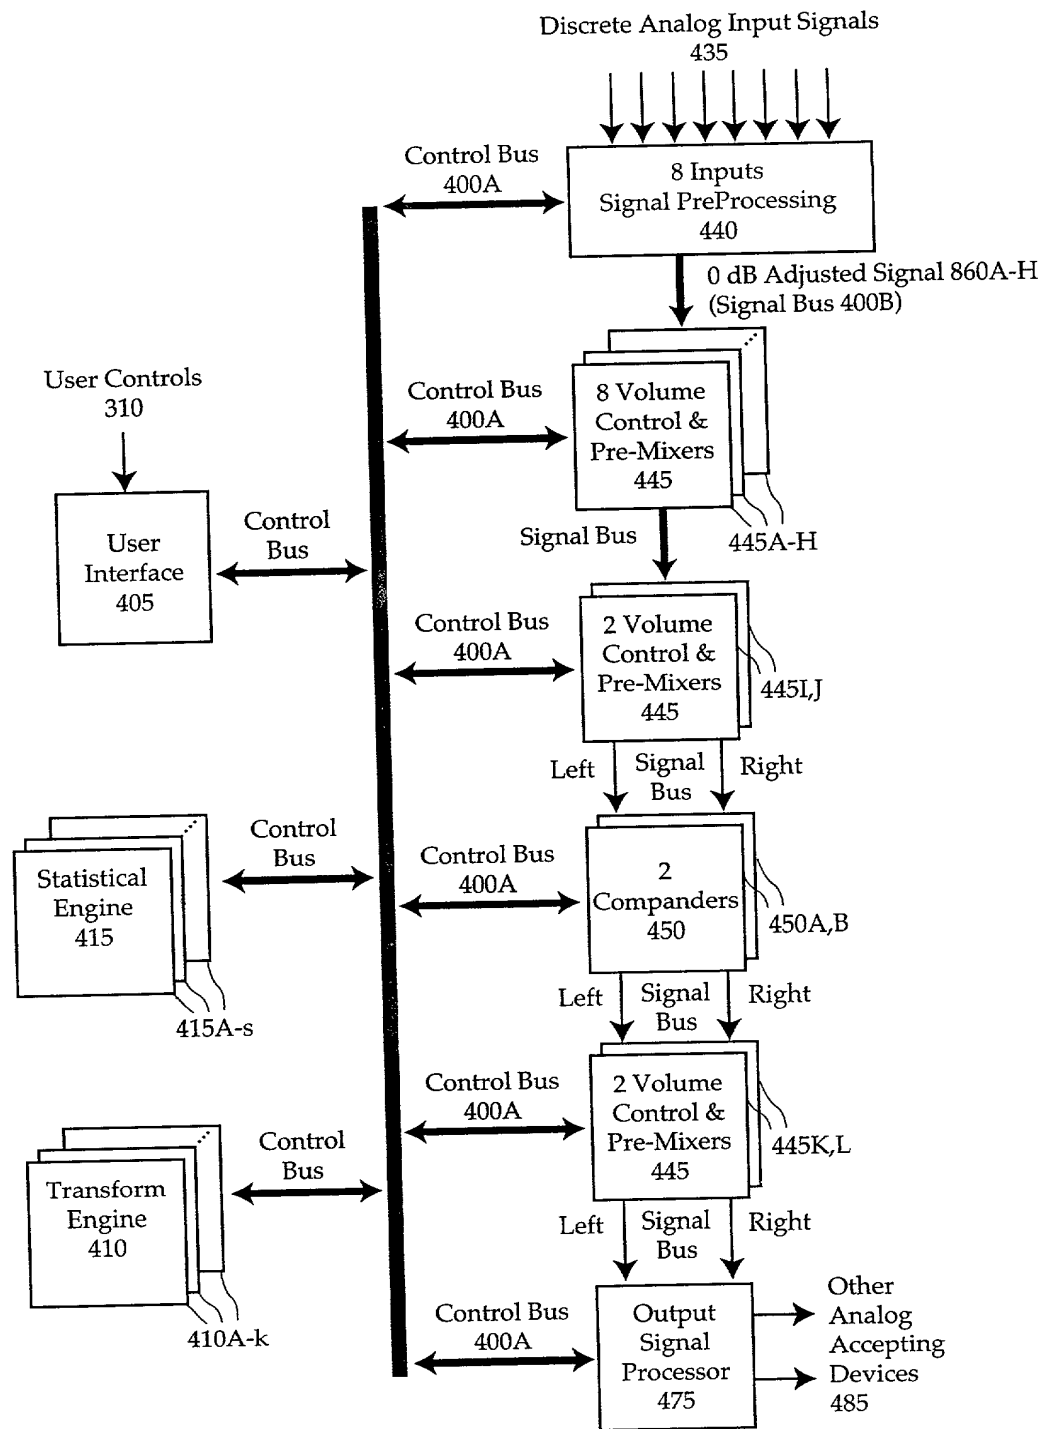 Discrete Analog Input Signals
435
Control Bus
400A
8 Inputs
Signal PreProcessing
440
0 dB Adjusted Signal 860A-H
(Signal Bus 400B)
User Controls
310
Control Bus
400A
8 Volume
Control &
Pre-Mixers
445
445A-H
User
Interface
405
Control
Bus
Signal Bus
Control Bus
400A
2 Volume
Control &
Pre-Mixers
445
445I,J
Left
Signal
Bus
Right
Statistical
Engine
415
415A-s
Control
Bus
Control Bus
400A
2
Companders
450
450A,B
Left
Signal
Bus
Right
Control Bus
400A
2 Volume
Control &
Pre-Mixers
445
445K,L
Transform
Engine
410
410A-k
Control
Bus
Left
Signal
Bus
Right
Control Bus
400A
Output
Signal
Processor
475
Other
Analog
Accepting
Devices
485